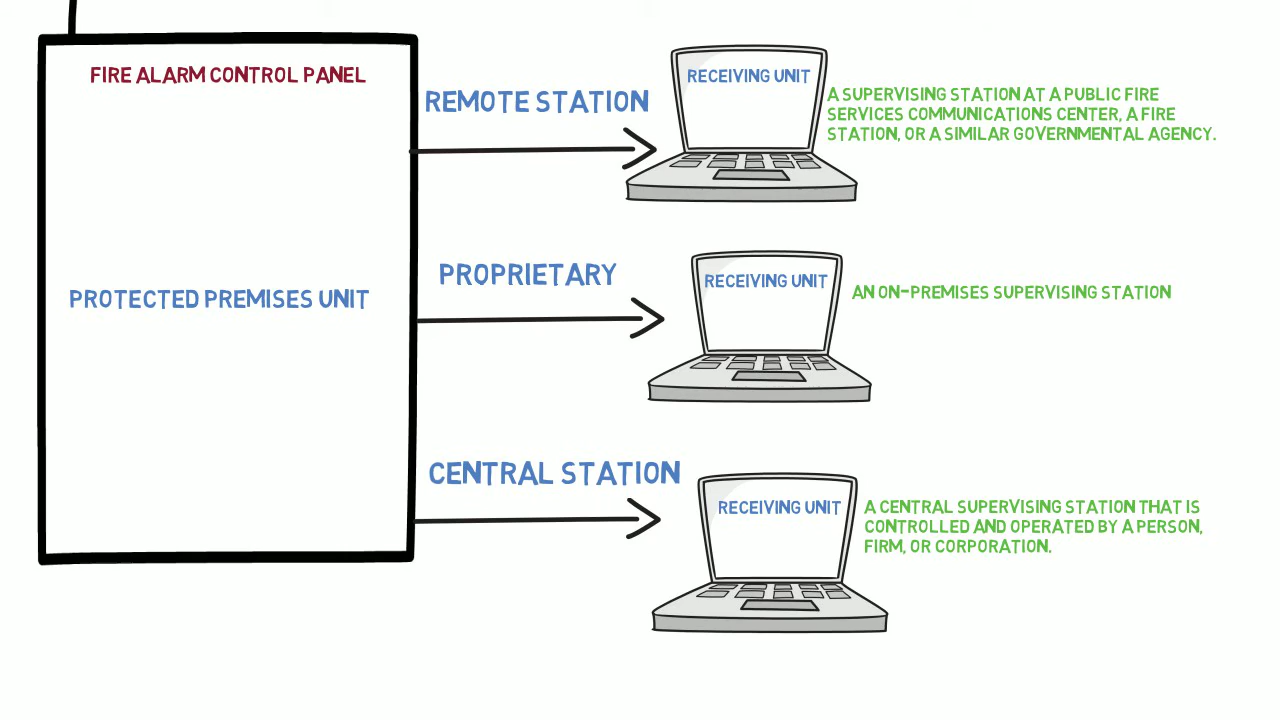 FIRE ALARM CONTROL PANEL
PROTECTED PREMISES UNIT
REMOTE STATION
RECEIVING UNIT
A SUPERVISING STATION AT A PUBLIC FIRE
SERVICES COMMUNICATIONS CENTER, A FIRE
STATION, OR A SIMILAR GOVERNMENTAL AGENCY.
PROPRIETARY
RECEIVING UNIT
AN ON-PREMISES SUPERVISING STATION
CENTRAL STATION
RECEIVING UNIT
A CENTRAL SUPERVISING STATION THAT IS
CONTROLLED AND OPERATED BY A PERSON,
FIRM, OR CORPORATION.